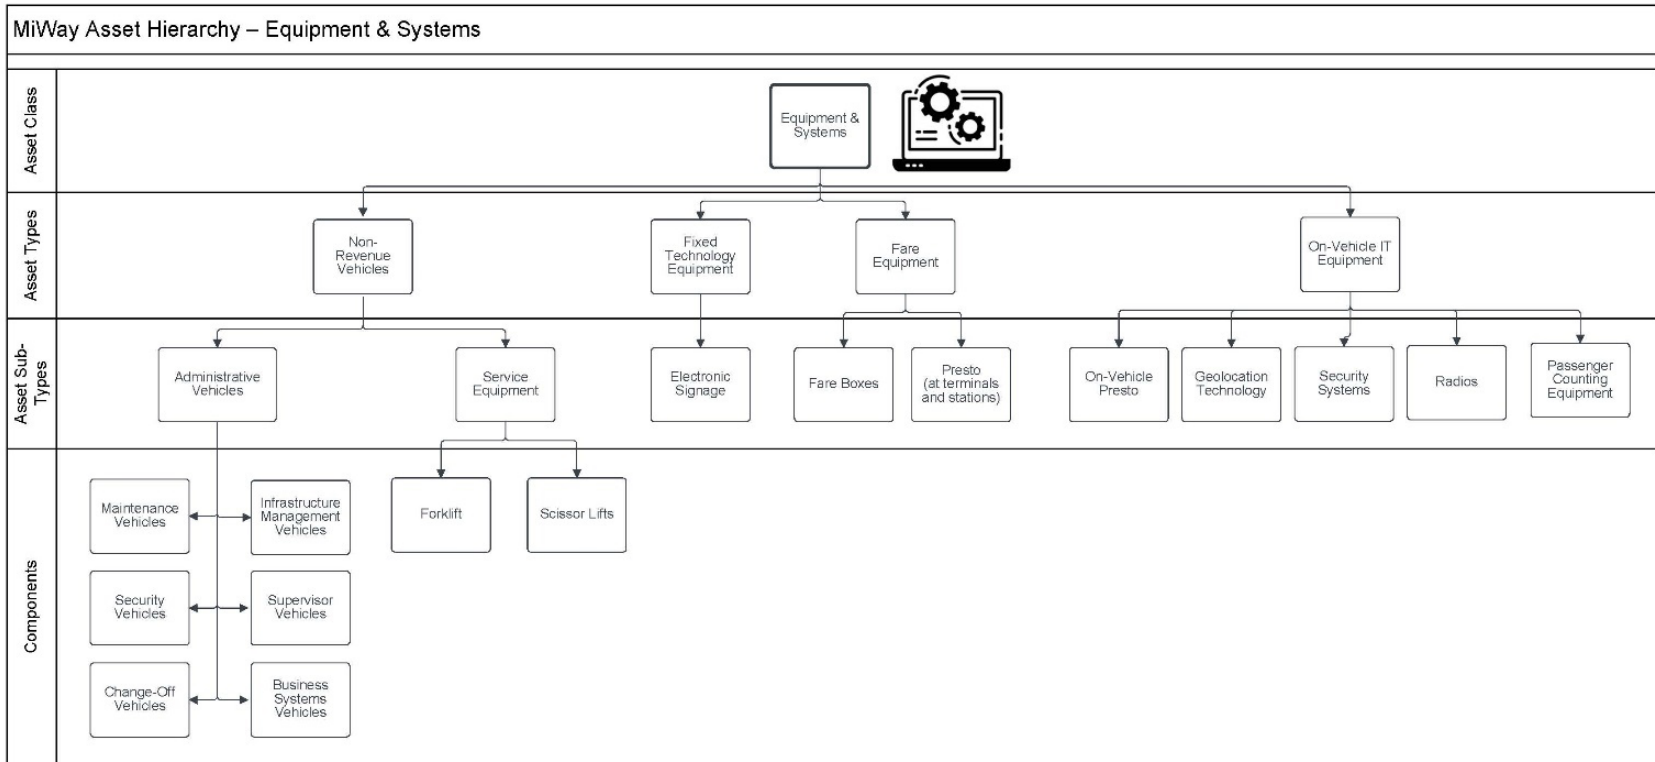 MiWay Asset Hierarchy – Equipment & Systems
Asset Class
Equipment &
Systems
Asset Types
Non-
Revenue
Vehicles
Fixed
Technology
Equipment
Fare
Equipment
On-Vehicle IT
Equipment
Asset Sub-
Types
Administrative
Vehicles
Service
Equipment
Electronic
Signage
Fare Boxes
Presto
(at terminals
and stations)
On-Vehicle
Presto
Geolocation
Technology
Security
Systems
Radios
Passenger
Counting
Equipment
Components
Maintenance
Vehicles
Infrastructure
Management
Vehicles
Forklift
Scissor Lifts
Security
Vehicles
Supervisor
Vehicles
Change-Off
Vehicles
Business
Systems
Vehicles